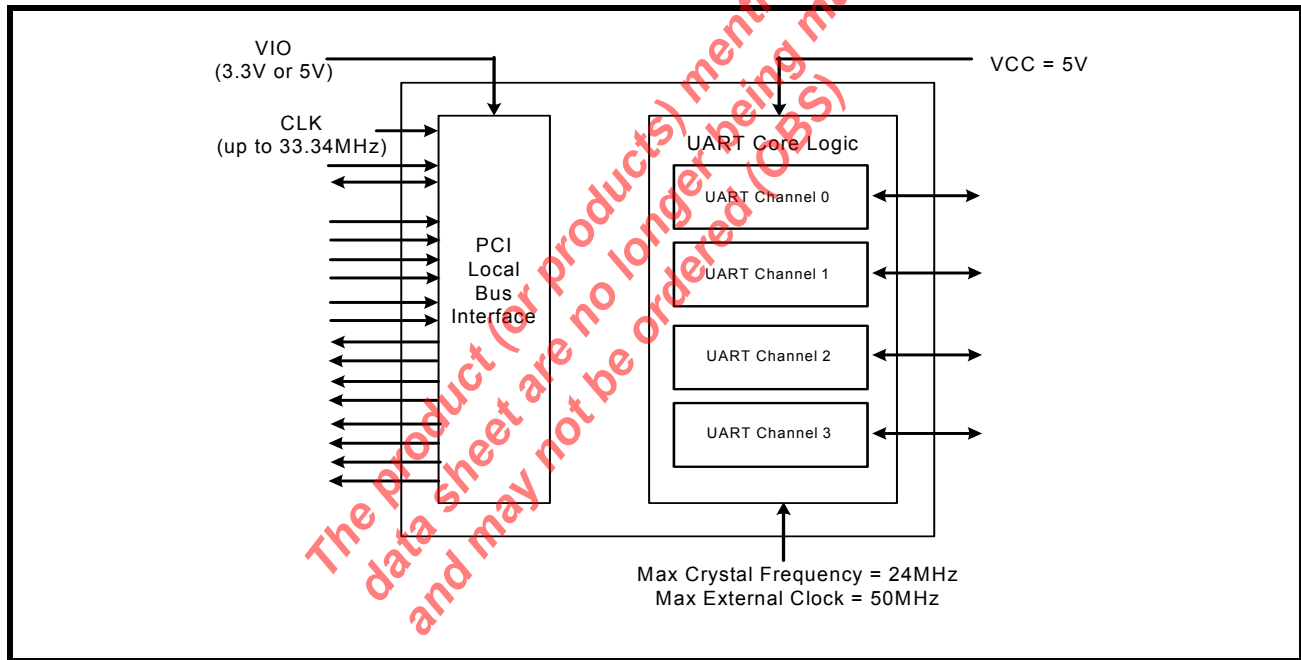 VIO
(3.3V or 5V)
VCC = 5V
CLK
(up to 33.34MHz)
UART Core Logic
UART Channel 0
UART Channel 1
UART Channel 2
UART Channel 3
PCI
Local
Bus
Interface
Max Crystal Frequency = 24MHz
Max External Clock = 50MHz
The product (or products)
data sheet are no longer being
and may not be ordered (OBS)